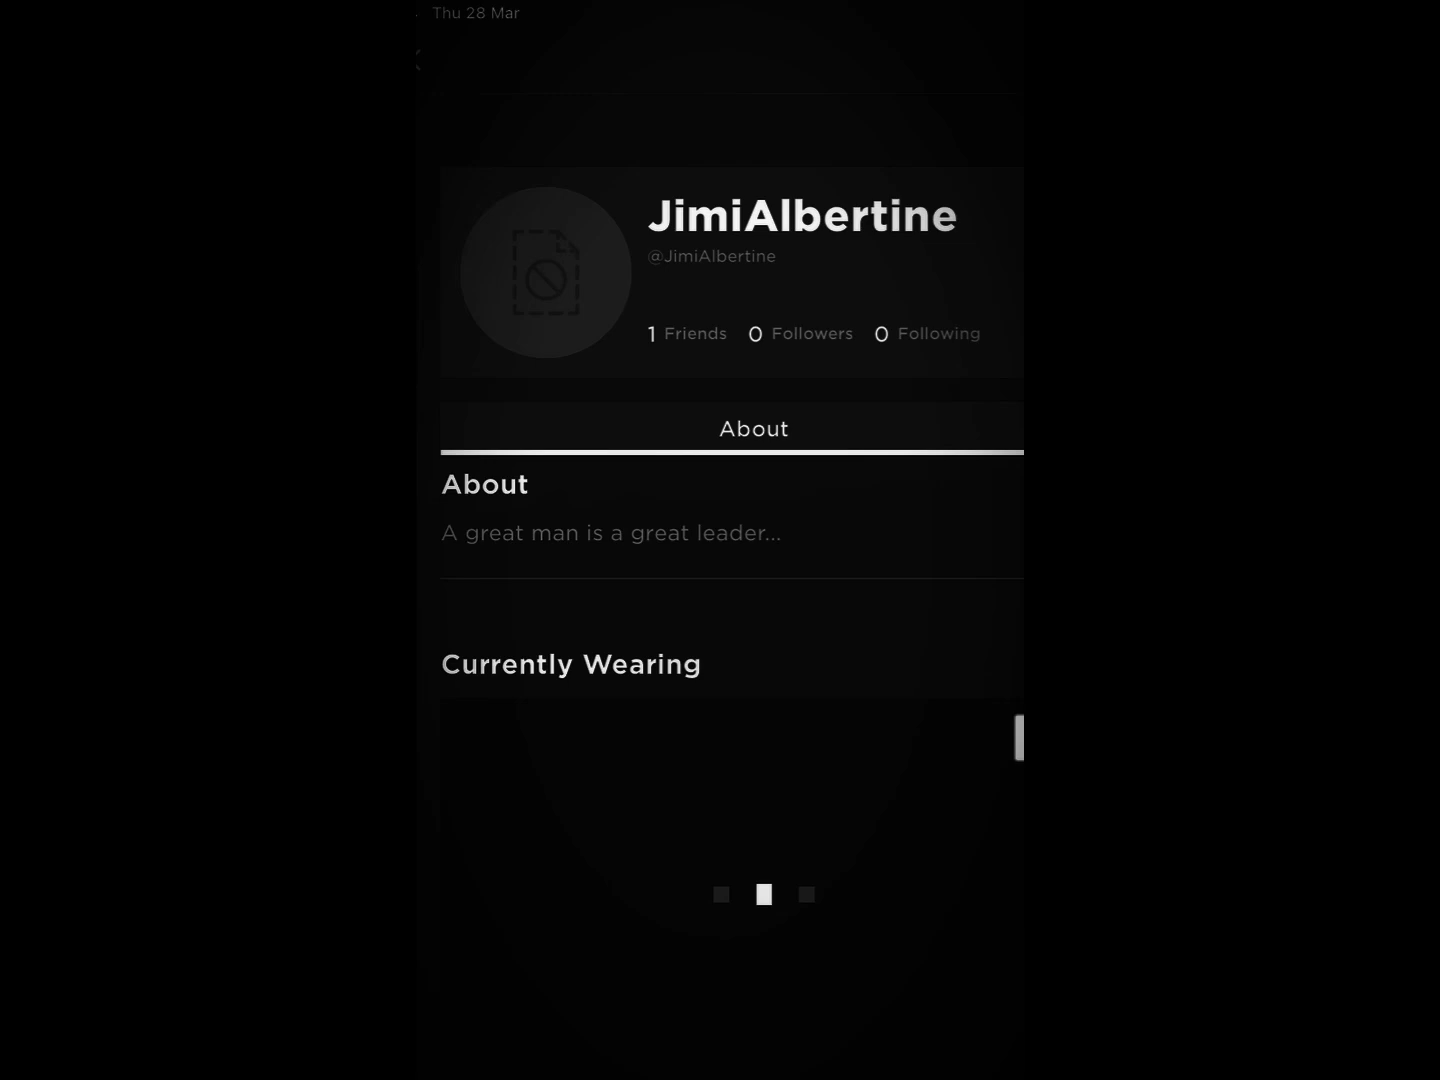 Thu 28 Mar
JimiAlbertine
@JimiAlbertine
1 Friends 0 Followers 0 Following
About
About
A great man is a great leader...
Currently Wearing